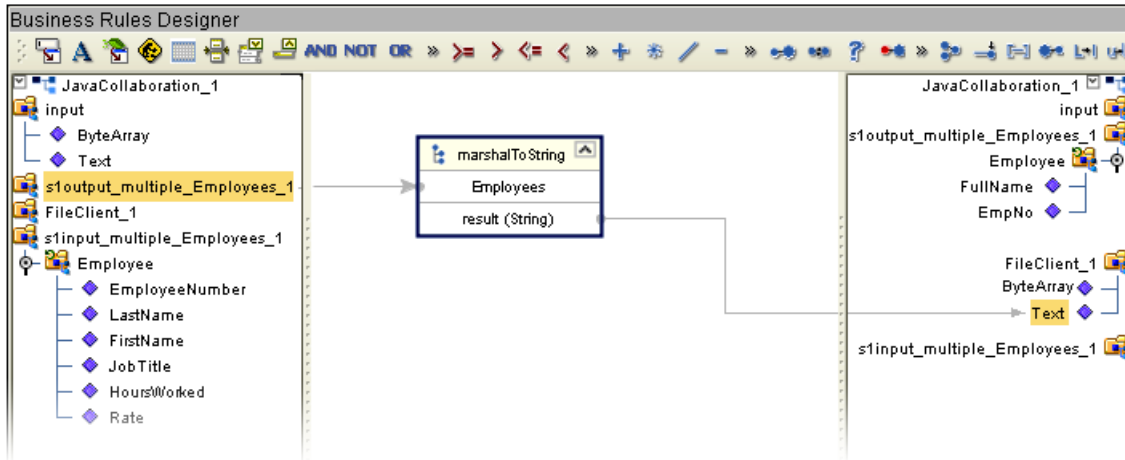 Business Rules Designer
A AND NOT OR » >= > <= < » + * / - » ? » »
JavaCollaboration_1
input
ByteArray
Text
s1output_multiple_Employees_1
FileClient_1
s1input_multiple_Employees_1
Employee
EmployeeNumber
LastName
FirstName
JobTitle
HoursWorked
Rate
marshalToString
Employees
result (String)
JavaCollaboration_1
input
s1output_multiple_Employees_1
Employee
FullName
EmpNo
FileClient_1
ByteArray
Text
s1input_multiple_Employees_1